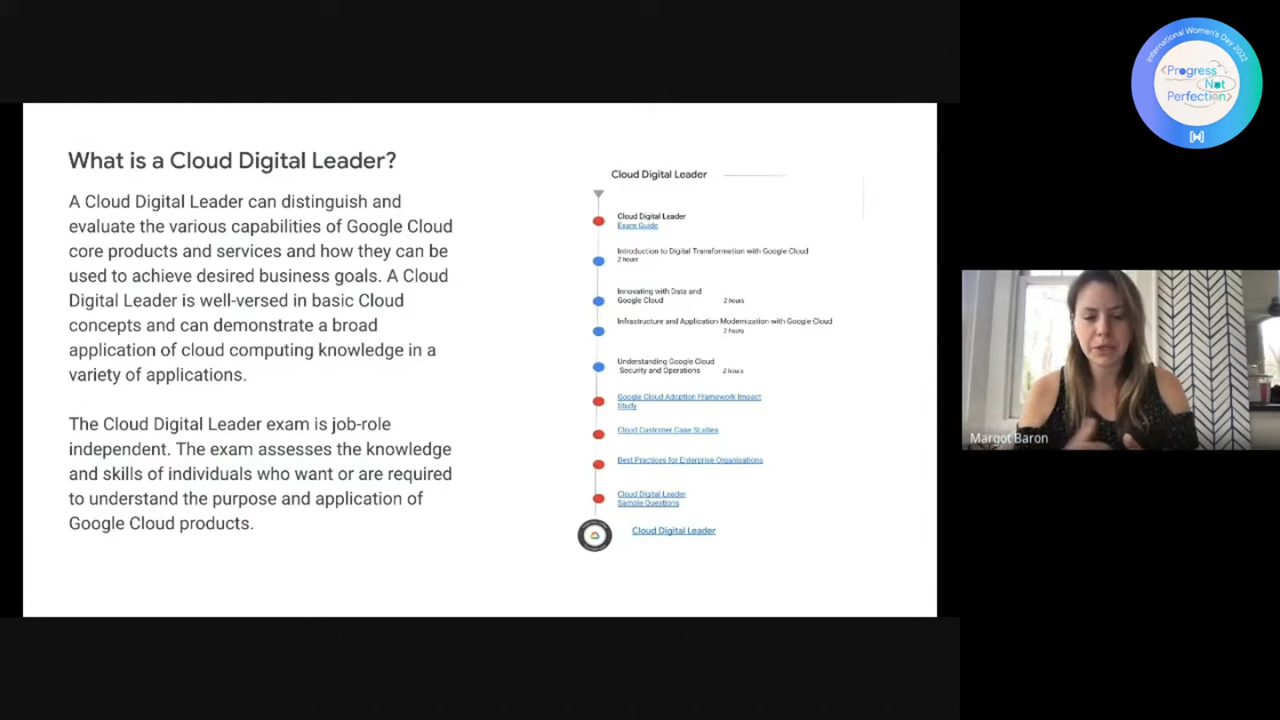 What is a Cloud Digital Leader?
A Cloud Digital Leader can distinguish and
evaluate the various capabilities of Google Cloud
core products and services and how they can be
used to achieve desired business goals. A Cloud
Digital Leader is well-versed in basic Cloud
concepts and can demonstrate a broad
application of cloud computing knowledge in a
variety of applications.
The Cloud Digital Leader exam is job-role
independent. The exam assesses the knowledge
and skills of individuals who want or are required
to understand the purpose and application of
Google Cloud products.
Cloud Digital Leader
Cloud Digital Leader
Exam Guide
Introduction to Digital Transformation with Google Cloud
2 hours
Innovating with Data and
Google Cloud 2 hours
Infrastructure and Application Modernization with Google Cloud
2 hours
Understanding Google Cloud
Security and Operations 2 hours
Google Cloud Adoption Framework Impact
Study
Cloud Customer Case Studies
Best Practices for Enterprise Organisations
Cloud Digital Leader
Sample Questions
Cloud Digital Leader
International Women's Day 2022
<Progress
Not
Perfection>
[W]
Margot Baron